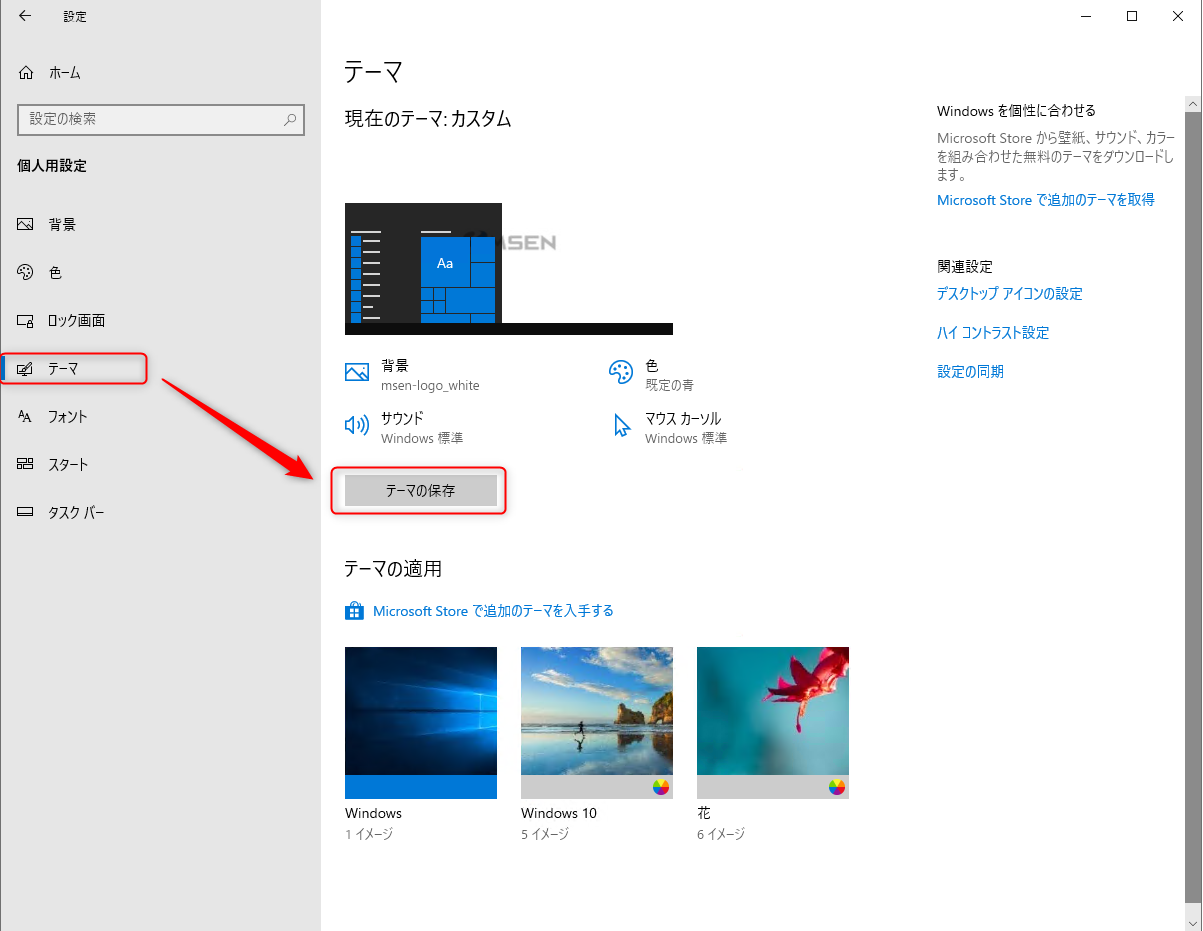 設定
ホーム
設定の検索
個人用設定
背景
色
ロック画面
テーマ
フォント
スタート
タスク バー
テーマ
現在のテーマ: カスタム
Aa
MSEN
背景
msen-logo_white
色
既定の青
サウンド
Windows 標準
マウス カーソル
Windows 標準
テーマの保存
テーマの適用
Microsoft Store で追加のテーマを入手する
Windows
1 イメージ
Windows 10
5 イメージ
花
6 イメージ
Windows を個性に合わせる
Microsoft Store から壁紙、サウンド、カラー
を組み合わせた無料のテーマをダウンロードし
ます。
Microsoft Store で追加のテーマを取得
関連設定
デスクトップ アイコンの設定
ハイ コントラスト設定
設定の同期